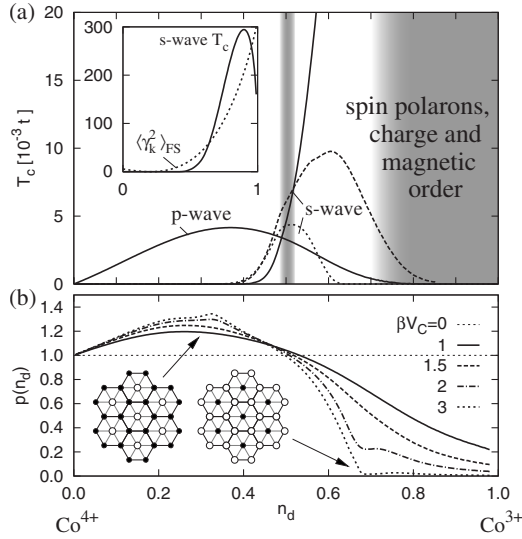 (a)
20
15
10
5
0
T_c [10^-3 t]
300
200
100
0
0
1
s-wave T_c
⟨γ_k^2⟩_FS
p-wave
s-wave
spin polarons,
charge and
magnetic
order
(b)
1.4
1.2
1.0
0.8
0.6
0.4
0.2
0.0
p(n_d)
βV_C=0
1
1.5
2
3
0.0
0.2
0.4
0.6
0.8
1.0
Co^4+
n_d
Co^3+